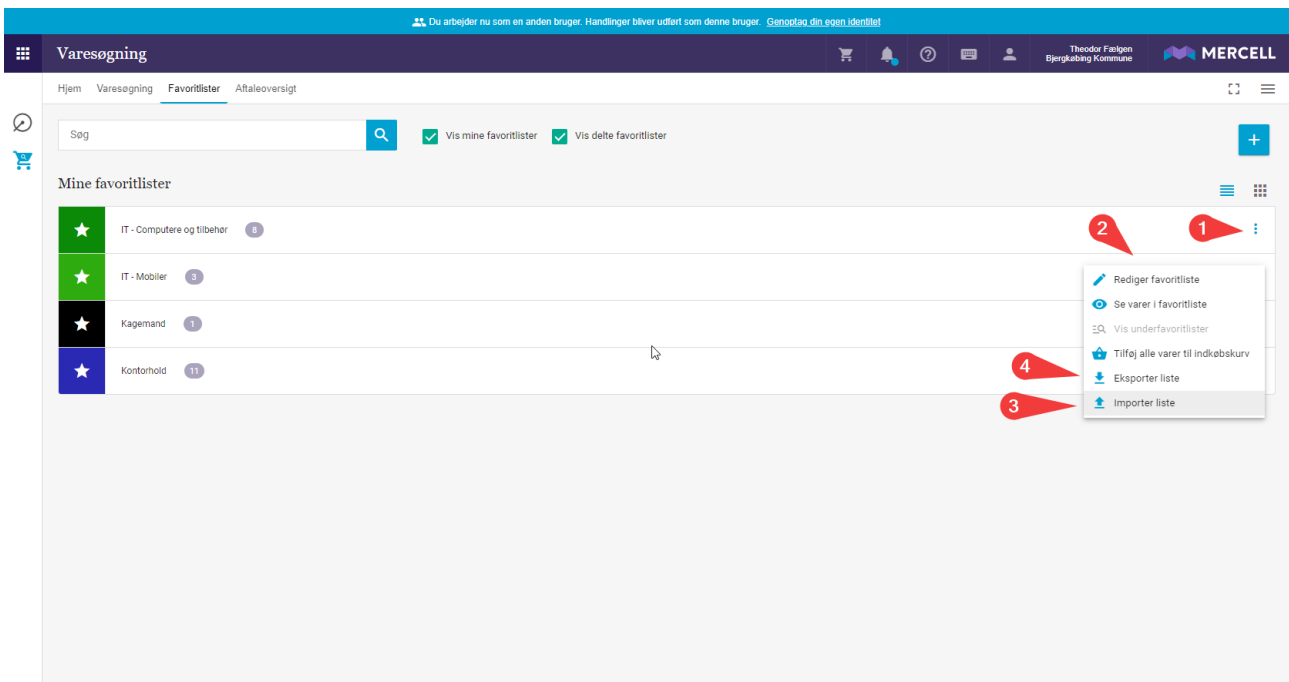 Du arbejder nu som en anden bruger. Handlinger bliver udført som denne bruger. Genoptag din egen identitet
Varesøgning
Theodor Fælgen
Bjergkøbing Kommune
MERCELL
Hjem Varesøgning Favoritlister Aftaleoversigt
Søg
Vis mine favoritlister
Vis delte favoritlister
+
Mine favoritlister
IT - Computere og tilbehør 8
1
2
IT - Mobiler 3
Rediger favoritliste
Se varer i favoritliste
Kagemand 1
Vis underfavoritlister
Tilføj alle varer til indkøbskurv
Kontorhold 11
4
Eksporter liste
3
Importer liste